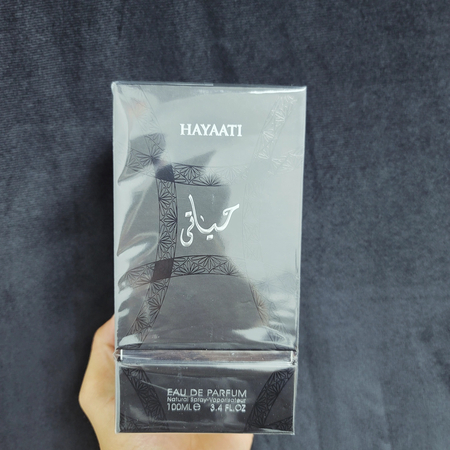 HAYAATI
حياتي
EAU DE PARFUM
Natural Spray-Vaporisateur
100ML℮ 3.4 FL.OZ